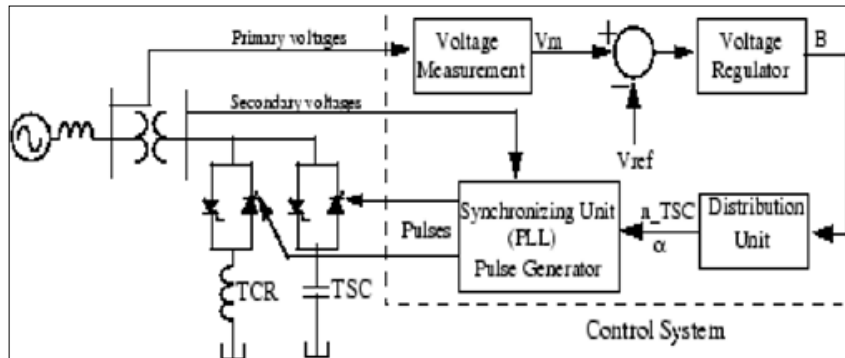 Primary voltages
Voltage
Measurement
Vm
+
Voltage
Regulator
B
Secondary voltages
-
Vref
Synchronizing Unit
(PLL)
Pulse Generator
n_TSC
α
Distribution
Unit
Pulses
TCR
TSC
Control System